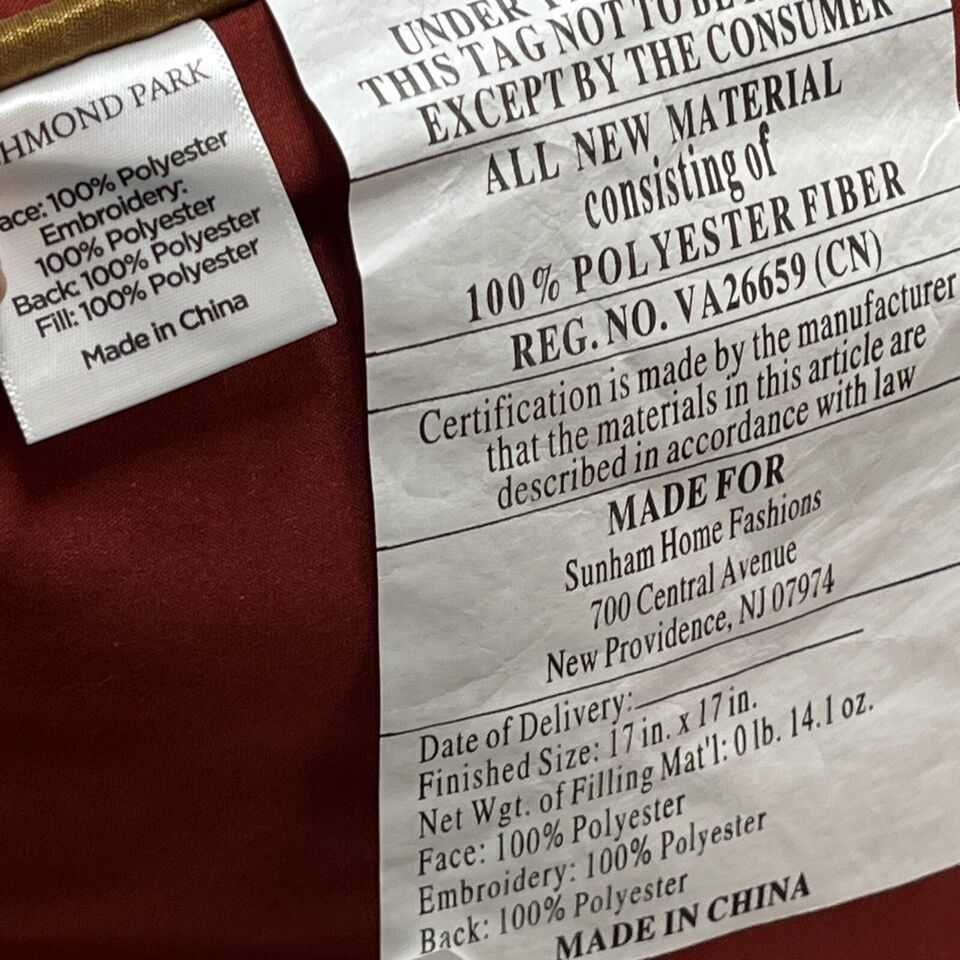 HMOND PARK
ace: 100% Polyester
Embroidery:
100% Polyester
Back: 100% Polyester
Fill: 100% Polyester
Made in China
UNDER
THIS TAG NOT TO BE
EXCEPT BY THE CONSUMER
ALL NEW MATERIAL
consisting of
100% POLYESTER FIBER
REG. NO. VA26659 (CN)
Certification is made by the manufacturer
that the materials in this article are
described in accordance with law
MADE FOR
Sunham Home Fashions
700 Central Avenue
New Providence, NJ 07974
Date of Delivery:
Finished Size: 17 in. x 17 in.
Net Wgt. of Filling Mat'l: 0 lb. 14.1 oz.
Face: 100% Polyester
Embroidery: 100% Polyester
Back: 100% Polyester
MADE IN CHINA